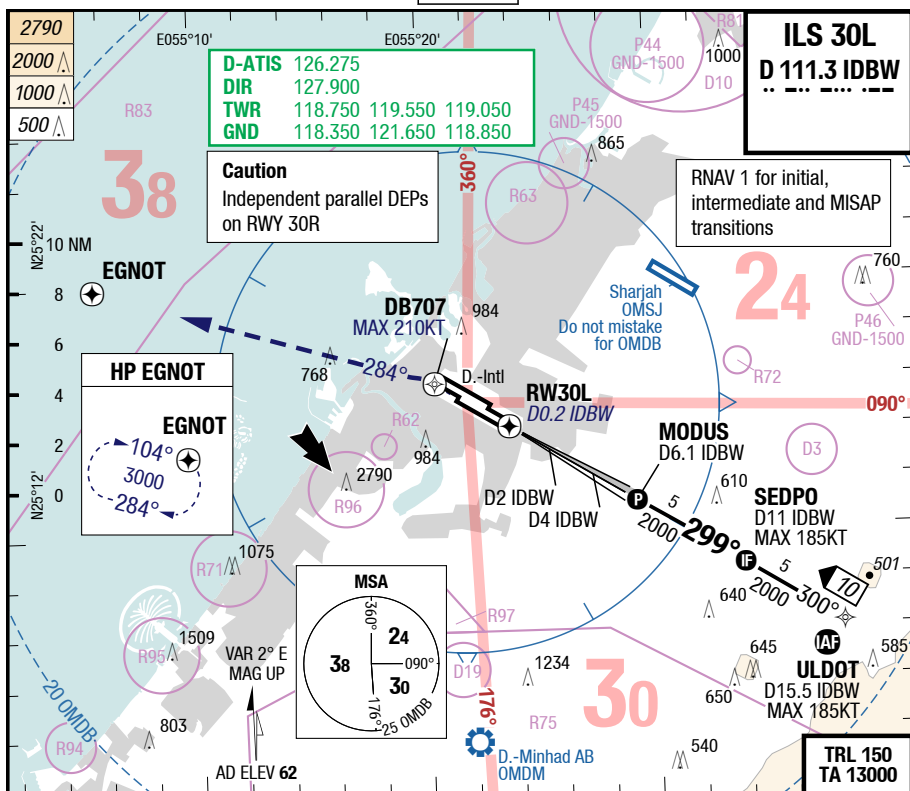 2790
2000
1000
500
E055°10'
E055°20'
D-ATIS 126.275
DIR 127.900
TWR 118.750 119.550 119.050
GND 118.350 121.650 118.850
Caution
Independent parallel DEPs
on RWY 30R
ILS 30L
D 111.3 IDBW
RNAV 1 for initial,
intermediate and MISAP
transitions
R83
38
P44
GND-1500
R81
1000
D10
P45
GND-1500
865
R63
360°
N25°22'
10 NM
8
6
4
2
0
N25°12'
EGNOT
Sharjah
OMSJ
Do not mistake
for OMDB
24
760
P46
GND-1500
R72
DB707
MAX 210KT
984
284°
768
D.-Intl
RW30L
D0.2 IDBW
090°
HP EGNOT
EGNOT
104°
3000
284°
R62
984
2790
R96
MODUS
D6.1 IDBW
D3
D2 IDBW
D4 IDBW
P
5
2000
299°
610
SEDPO
D11 IDBW
MAX 185KT
IF
5
2000
300°
10
501
IAF
ULDOT
D15.5 IDBW
MAX 185KT
585
640
645
650
R71
1075
1509
R95
VAR 2° E
MAG UP
803
R94
20 OMDB
AD ELEV 62
MSA
360°
24
38
090°
30
176°
25 OMDB
R97
D19
1234
176°
R75
30
D.-Minhad AB
OMDM
540
TRL 150
TA 13000